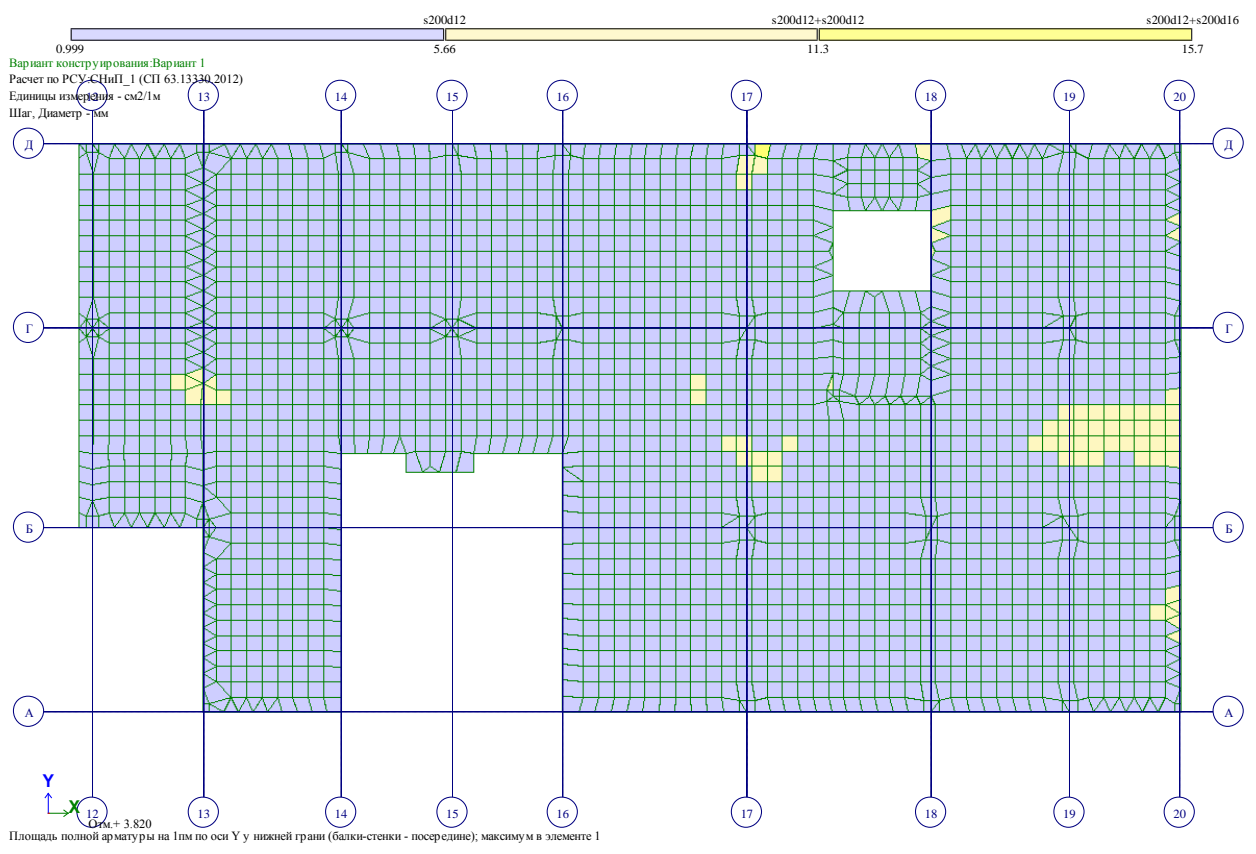 s200d12 s200d12+s200d12 s200d12+s200d16
0.999 5.66 11.3 15.7
Вариант конструирования:Вариант 1
Расчет по РСУ:СНиП_1 (СП 63.13330.2012)
Единицы измерения - см2/1м
Шаг, Диаметр - мм
12 13 14 15 16 17 18 19 20
Д Д
Г Г
Б Б
А А
Y
X
12 13 14 15 16 17 18 19 20
Отм.+ 3.820
Площадь полной арматуры на 1пм по оси Y у нижней грани (балки-стенки - посередине); максимум в элементе 1